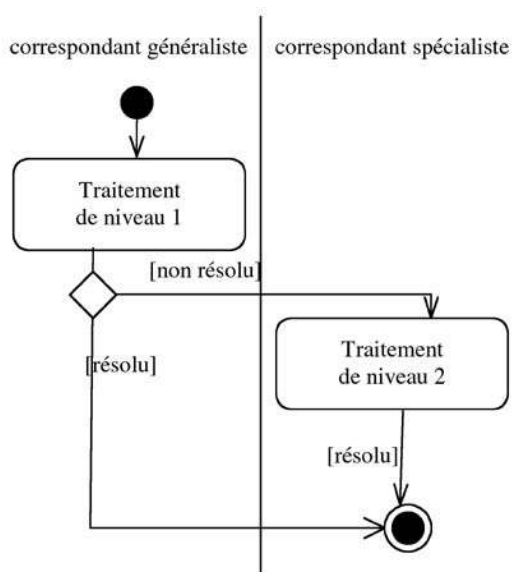 correspondant généraliste
correspondant spécialiste
Traitement
de niveau 1
[non résolu]
[résolu]
Traitement
de niveau 2
[résolu]